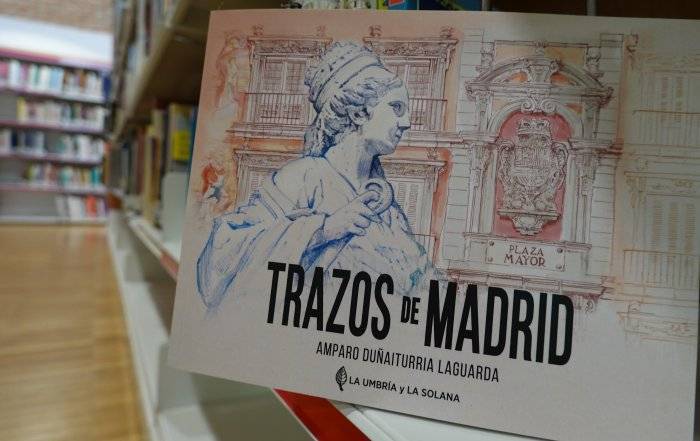 PLAZA
MAYOR
TRAZOS DE MADRID
AMPARO DUÑAITURRIA LAGUARDA
LA UMBRÍA y LA SOLANA